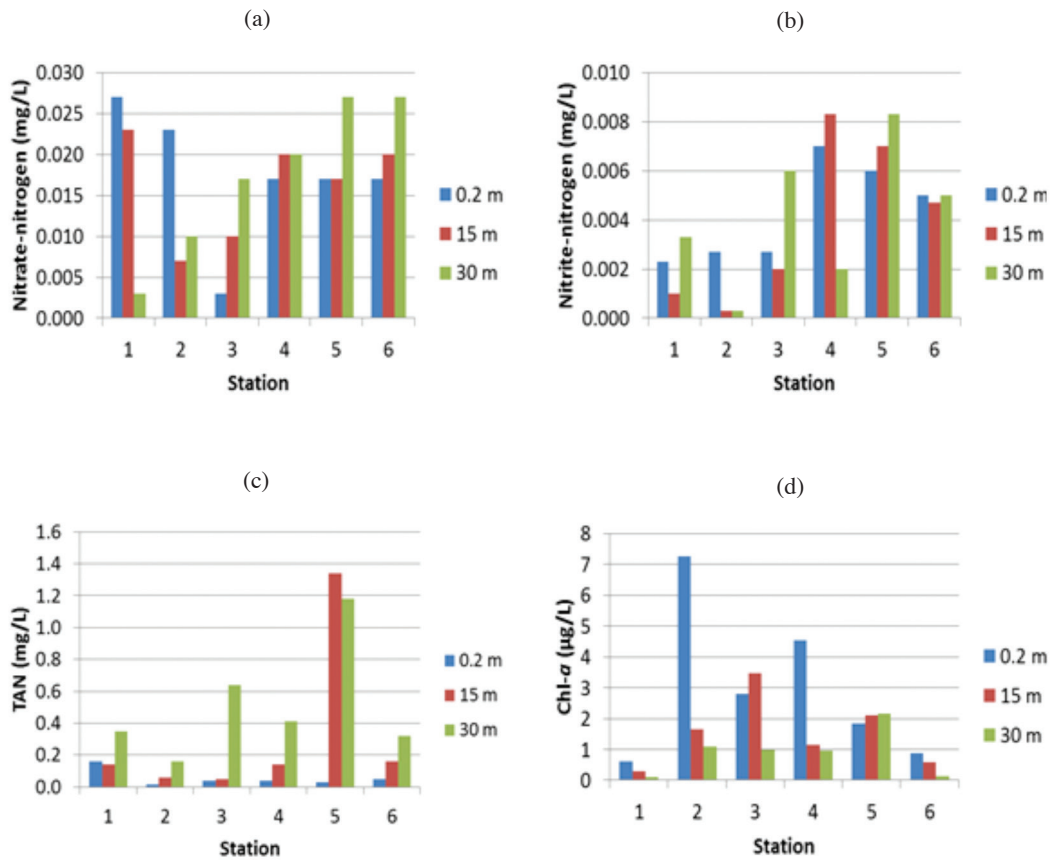 (a)
Nitrate-nitrogen (mg/L)
0.030
0.025
0.020
0.015
0.010
0.005
0.000
1 2 3 4 5 6
Station
0.2 m
15 m
30 m
(b)
Nitrite-nitrogen (mg/L)
0.010
0.008
0.006
0.004
0.002
0.000
1 2 3 4 5 6
Station
0.2 m
15 m
30 m
(c)
TAN (mg/L)
1.6
1.4
1.2
1.0
0.8
0.6
0.4
0.2
0.0
1 2 3 4 5 6
Station
0.2 m
15 m
30 m
(d)
Chl-a (µg/L)
8
7
6
5
4
3
2
1
0
1 2 3 4 5 6
Station
0.2 m
15 m
30 m